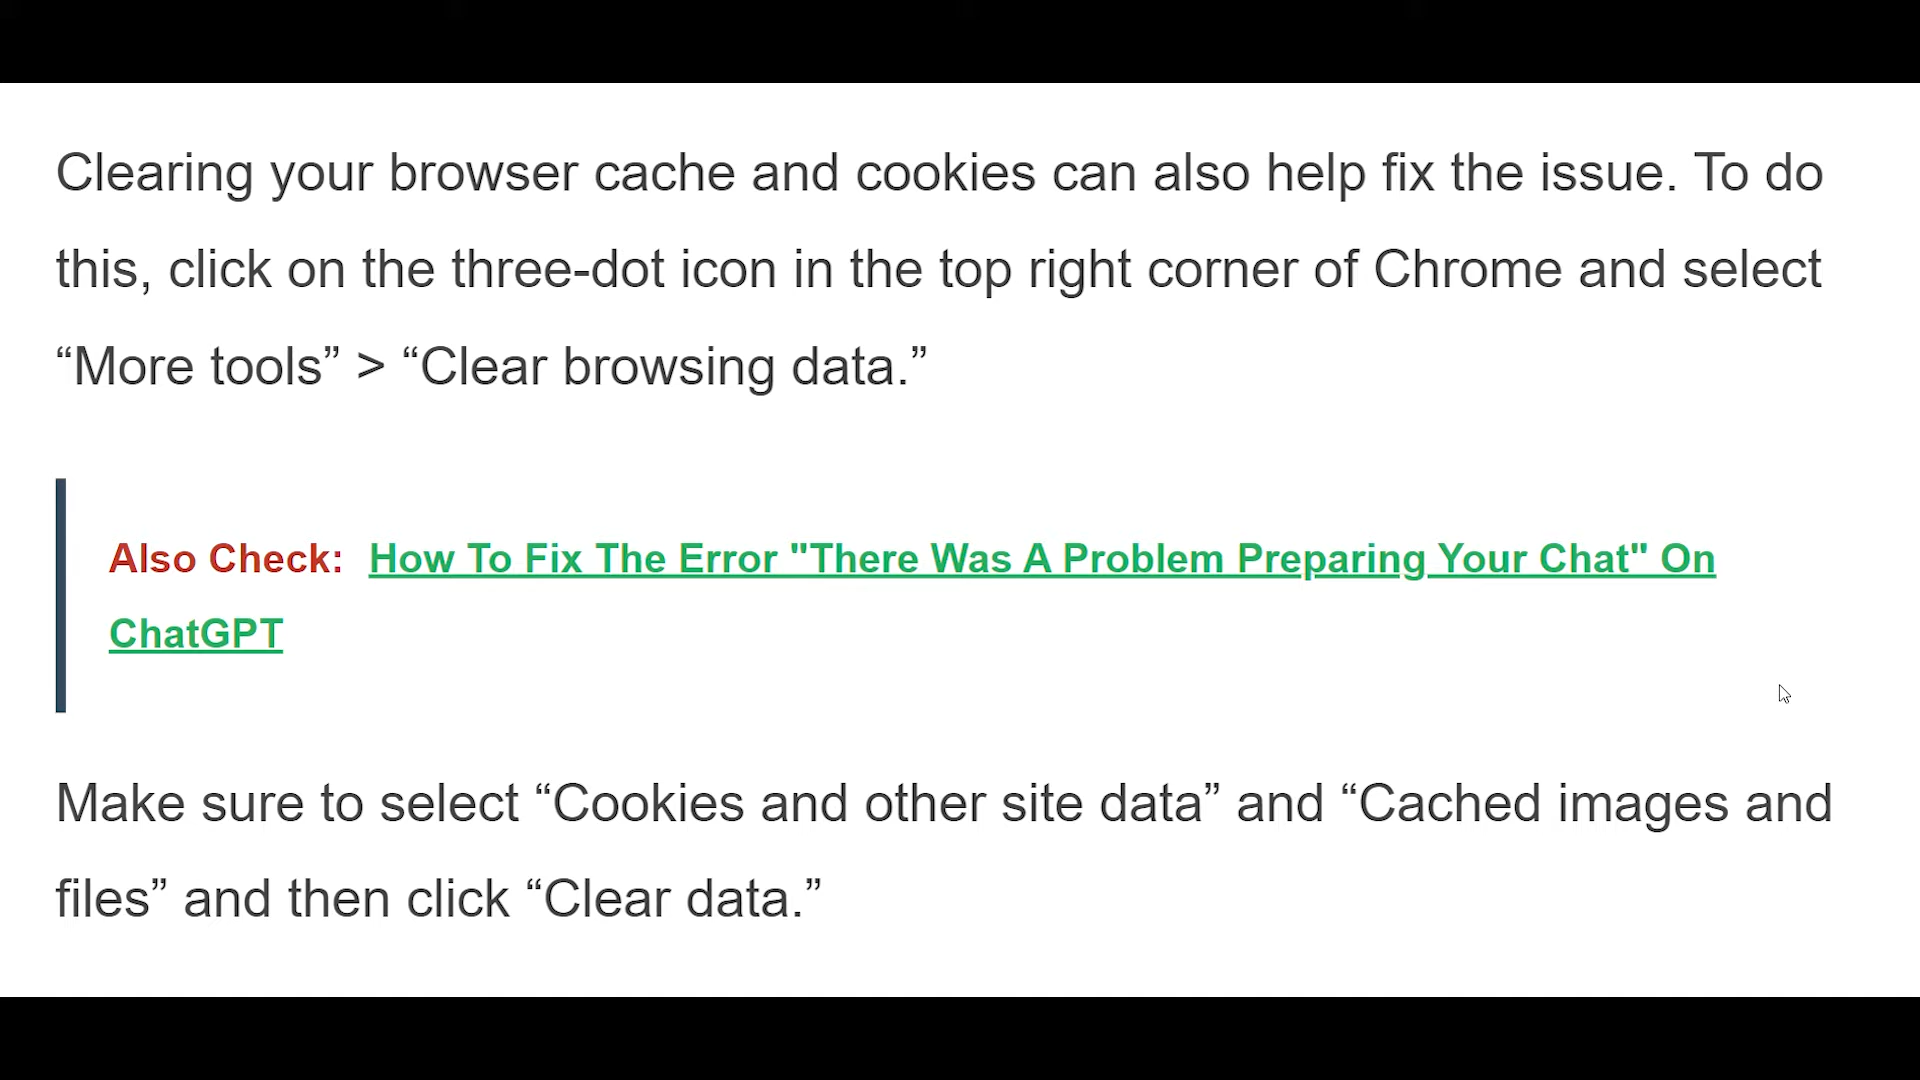 Clearing your browser cache and cookies can also help fix the issue. To do
this, click on the three-dot icon in the top right corner of Chrome and select
“More tools” > “Clear browsing data.”
Also Check: How To Fix The Error "There Was A Problem Preparing Your Chat" On
ChatGPT
Make sure to select “Cookies and other site data” and “Cached images and
files” and then click “Clear data.”